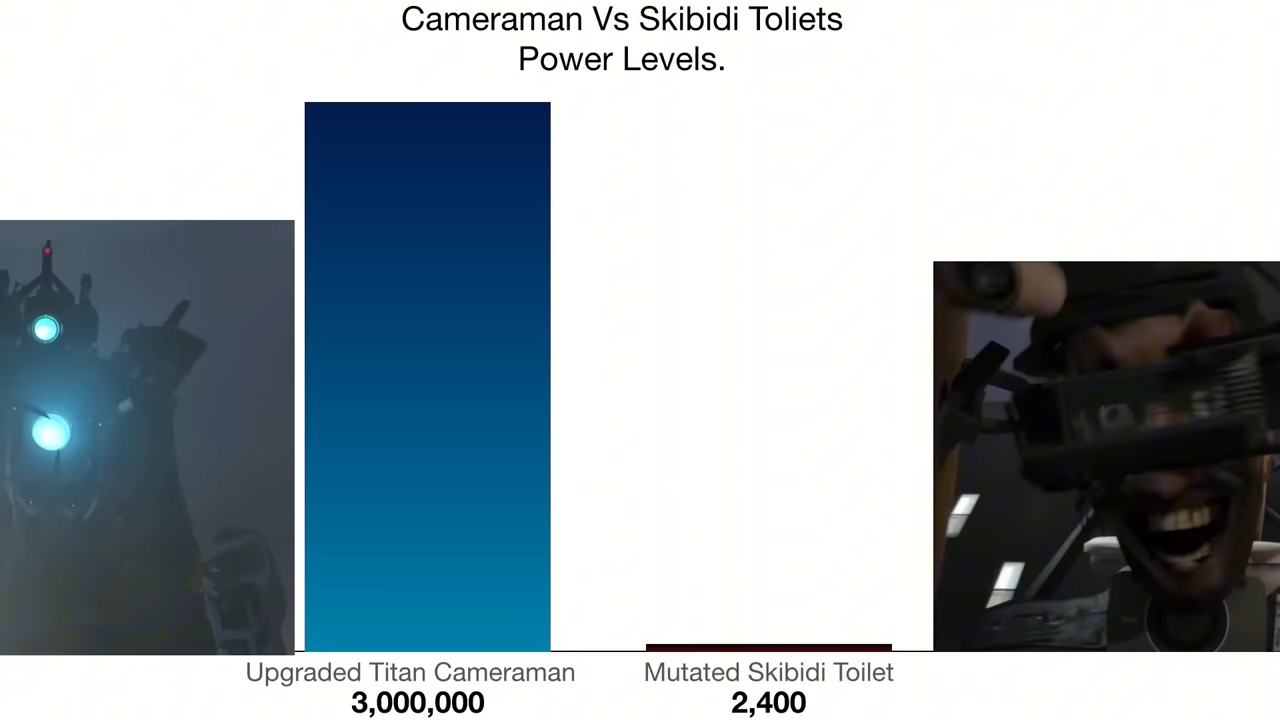 Cameraman Vs Skibidi Toliets
Power Levels.
Upgraded Titan Cameraman
3,000,000
Mutated Skibidi Toilet
2,400